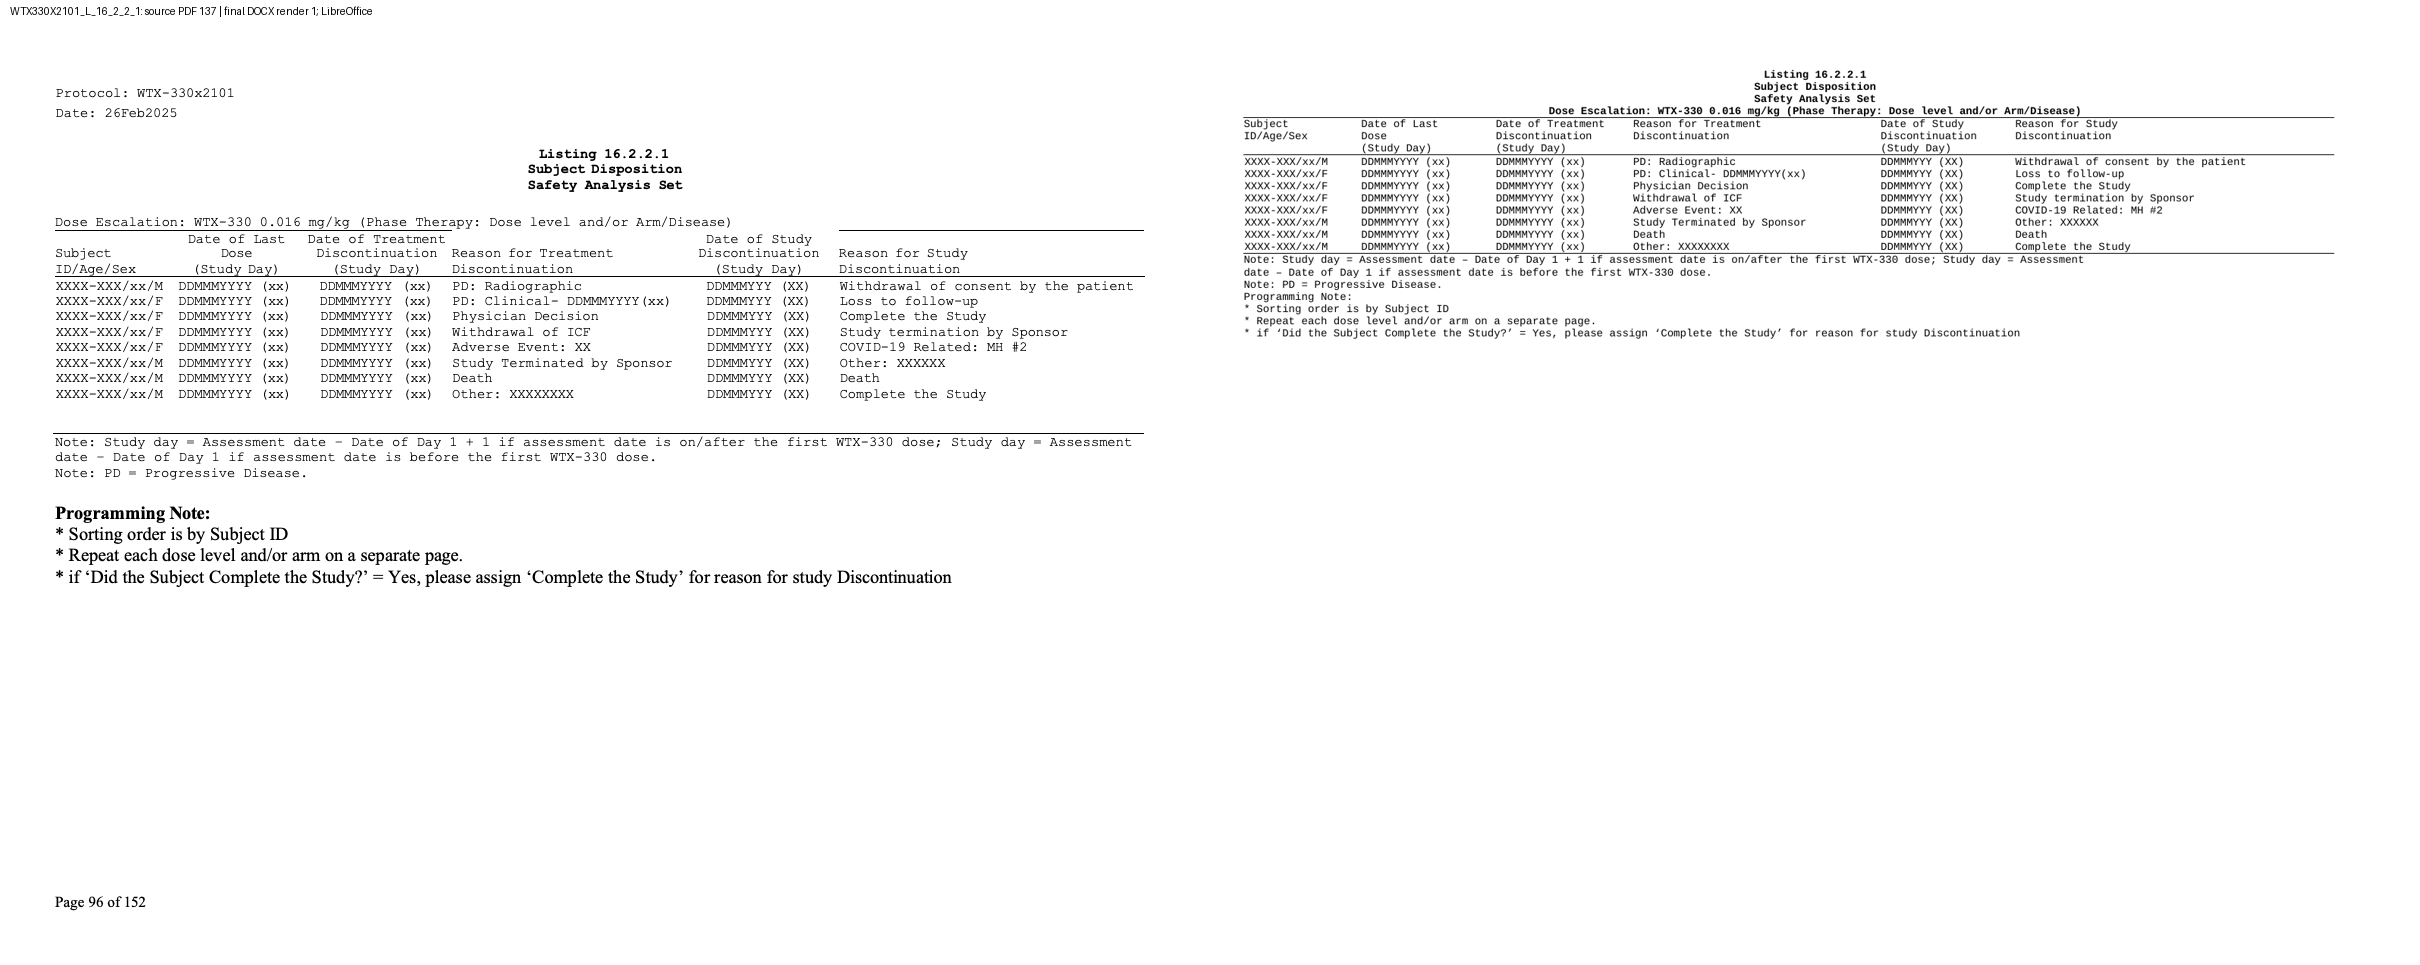 WTX330X2101_L_16_2_2_1: source PDF 137 | final DOCX render 1; LibreOffice
Protocol: WTX-330x2101
Date: 26Feb2025
Listing 16.2.2.1
Subject Disposition
Safety Analysis Set
Dose Escalation: WTX-330 0.016 mg/kg (Phase Therapy: Dose level and/or Arm/Disease)
Date of Last Date of Treatment Date of Study
Subject Dose Discontinuation Reason for Treatment Discontinuation Reason for Study
ID/Age/Sex (Study Day) (Study Day) Discontinuation (Study Day) Discontinuation
XXXX-XXX/xx/M DDMMMYYYY (xx) DDMMMYYYY (xx) PD: Radiographic DDMMMYYY (XX) Withdrawal of consent by the patient
XXXX-XXX/xx/F DDMMMYYYY (xx) DDMMMYYYY (xx) PD: Clinical- DDMMMYYYY(xx) DDMMMYYY (XX) Loss to follow-up
XXXX-XXX/xx/F DDMMMYYYY (xx) DDMMMYYYY (xx) Physician Decision DDMMMYYY (XX) Complete the Study
XXXX-XXX/xx/F DDMMMYYYY (xx) DDMMMYYYY (xx) Withdrawal of ICF DDMMMYYY (XX) Study termination by Sponsor
XXXX-XXX/xx/F DDMMMYYYY (xx) DDMMMYYYY (xx) Adverse Event: XX DDMMMYYY (XX) COVID-19 Related: MH #2
XXXX-XXX/xx/M DDMMMYYYY (xx) DDMMMYYYY (xx) Study Terminated by Sponsor DDMMMYYY (XX) Other: XXXXXX
XXXX-XXX/xx/M DDMMMYYYY (xx) DDMMMYYYY (xx) Death DDMMMYYY (XX) Death
XXXX-XXX/xx/M DDMMMYYYY (xx) DDMMMYYYY (xx) Other: XXXXXXXX DDMMMYYY (XX) Complete the Study
Note: Study day = Assessment date – Date of Day 1 + 1 if assessment date is on/after the first WTX-330 dose; Study day = Assessment
date – Date of Day 1 if assessment date is before the first WTX-330 dose.
Note: PD = Progressive Disease.
Programming Note:
* Sorting order is by Subject ID
* Repeat each dose level and/or arm on a separate page.
* if ‘Did the Subject Complete the Study?’ = Yes, please assign ‘Complete the Study’ for reason for study Discontinuation
Page 96 of 152
Listing 16.2.2.1
Subject Disposition
Safety Analysis Set
Dose Escalation: WTX-330 0.016 mg/kg (Phase Therapy: Dose level and/or Arm/Disease)
Subject Date of Last Date of Treatment Reason for Treatment Date of Study Reason for Study
ID/Age/Sex Dose Discontinuation Discontinuation Discontinuation Discontinuation
(Study Day) (Study Day) (Study Day)
XXXX-XXX/xx/M DDMMMYYYY (xx) DDMMMYYYY (xx) PD: Radiographic DDMMMYYY (XX) Withdrawal of consent by the patient
XXXX-XXX/xx/F DDMMMYYYY (xx) DDMMMYYYY (xx) PD: Clinical- DDMMMYYYY(xx) DDMMMYYY (XX) Loss to follow-up
XXXX-XXX/xx/F DDMMMYYYY (xx) DDMMMYYYY (xx) Physician Decision DDMMMYYY (XX) Complete the Study
XXXX-XXX/xx/F DDMMMYYYY (xx) DDMMMYYYY (xx) Withdrawal of ICF DDMMMYYY (XX) Study termination by Sponsor
XXXX-XXX/xx/F DDMMMYYYY (xx) DDMMMYYYY (xx) Adverse Event: XX DDMMMYYY (XX) COVID-19 Related: MH #2
XXXX-XXX/xx/M DDMMMYYYY (xx) DDMMMYYYY (xx) Study Terminated by Sponsor DDMMMYYY (XX) Other: XXXXXX
XXXX-XXX/xx/M DDMMMYYYY (xx) DDMMMYYYY (xx) Death DDMMMYYY (XX) Death
XXXX-XXX/xx/M DDMMMYYYY (xx) DDMMMYYYY (xx) Other: XXXXXXXX DDMMMYYY (XX) Complete the Study
Note: Study day = Assessment date – Date of Day 1 + 1 if assessment date is on/after the first WTX-330 dose; Study day = Assessment
date – Date of Day 1 if assessment date is before the first WTX-330 dose.
Note: PD = Progressive Disease.
Programming Note:
* Sorting order is by Subject ID
* Repeat each dose level and/or arm on a separate page.
* if ‘Did the Subject Complete the Study?’ = Yes, please assign ‘Complete the Study’ for reason for study Discontinuation